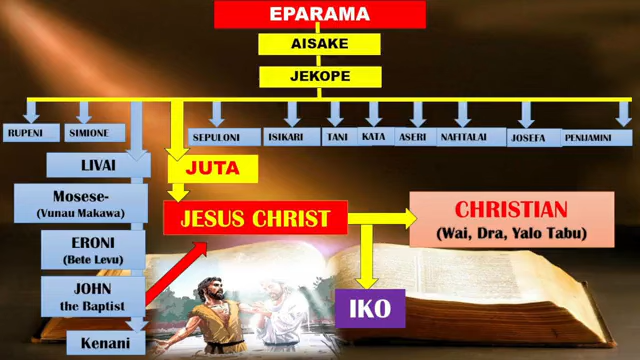 EPARAMA
AISAKE
JEKOPE
RUPENI
SIMIONE
SEPULONI
ISIKARI
TANI
KATA
ASERI
NAFITALAI
JOSEFA
PENIJAMINI
LIVAI
JUTA
Mosese-
(Vunau Makawa)
JESUS CHRIST
CHRISTIAN
(Wai, Dra, Yalo Tabu)
ERONI
(Bete Levu)
JOHN
the Baptist
IKO
Kenani